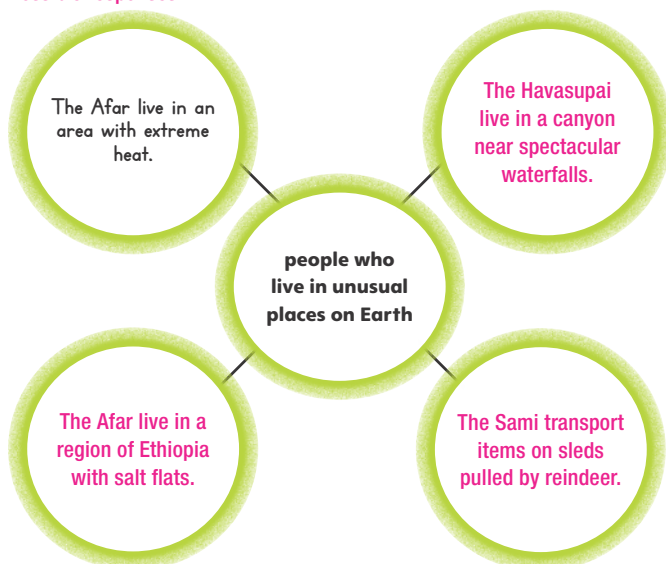 The Afar live in an
area with extreme
heat.
The Havasupai
live in a canyon
near spectacular
waterfalls.
people who
live in unusual
places on Earth
The Afar live in a
region of Ethiopia
with salt flats.
The Sami transport
items on sleds
pulled by reindeer.